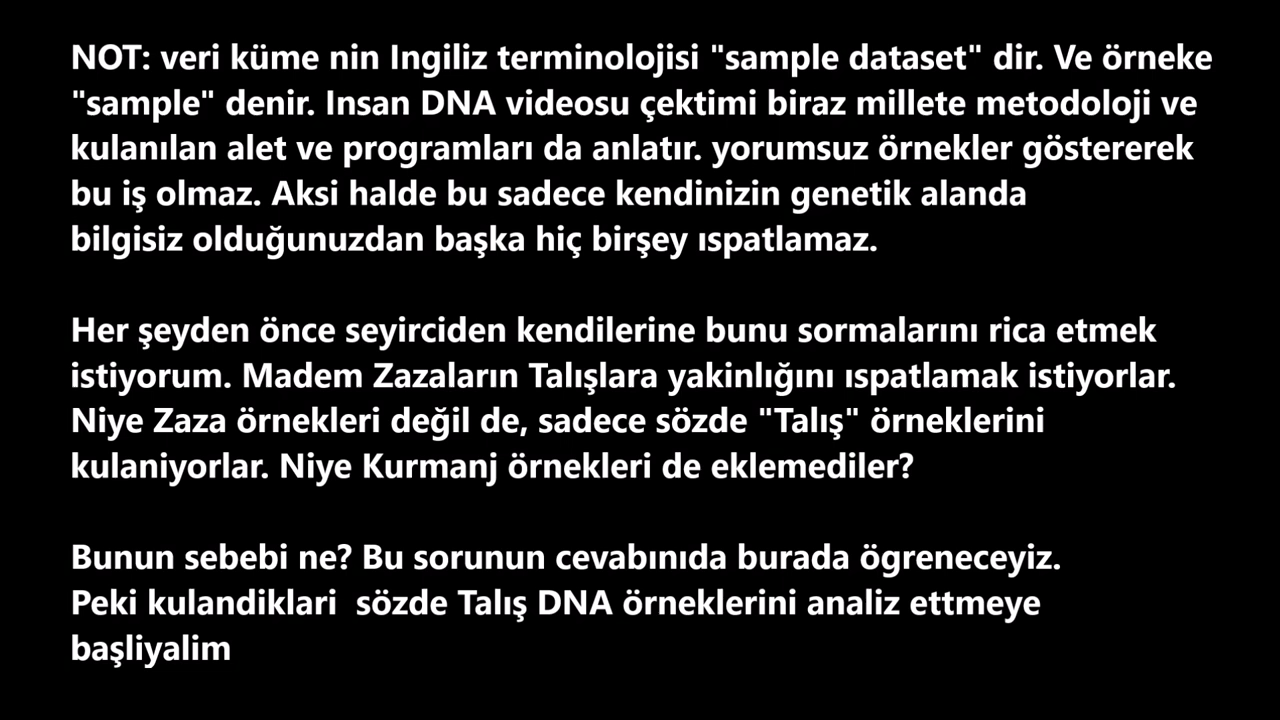 NOT: veri küme nin Ingiliz terminolojisi "sample dataset" dir. Ve örneke
"sample" denir. Insan DNA videosu çektimi biraz millete metodoloji ve
kulanılan alet ve programları da anlatır. yorumsuz örnekler göstererek
bu iş olmaz. Aksi halde bu sadece kendinizin genetik alanda
bilgisiz olduğunuzdan başka hiç birşey ıspatlamaz.
Her şeyden önce seyirciden kendilerine bunu sormalarını rica etmek
istiyorum. Madem Zazaların Talışlara yakinlığını ıspatlamak istiyorlar.
Niye Zaza örnekleri değil de, sadece sözde "Talış" örneklerini
kulaniyorlar. Niye Kurmanj örnekleri de eklemediler?
Bunun sebebi ne? Bu sorunun cevabınıda burada ögreneceyiz.
Peki kulandiklari sözde Talış DNA örneklerini analiz ettmeye
başliyalim